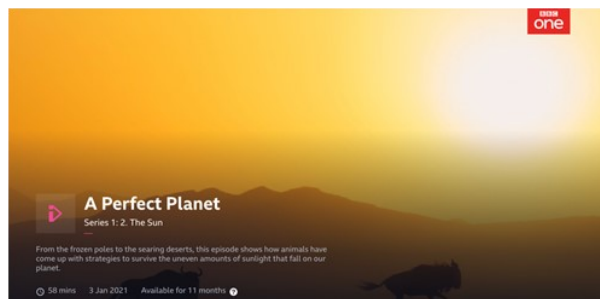 BBC
one
A Perfect Planet
Series 1: 2. The Sun
From the frozen poles to the searing deserts, this episode shows how animals have
come up with strategies to survive the uneven amounts of sunlight that fall on our
planet.
58 mins 3 Jan 2021 Available for 11 months ?